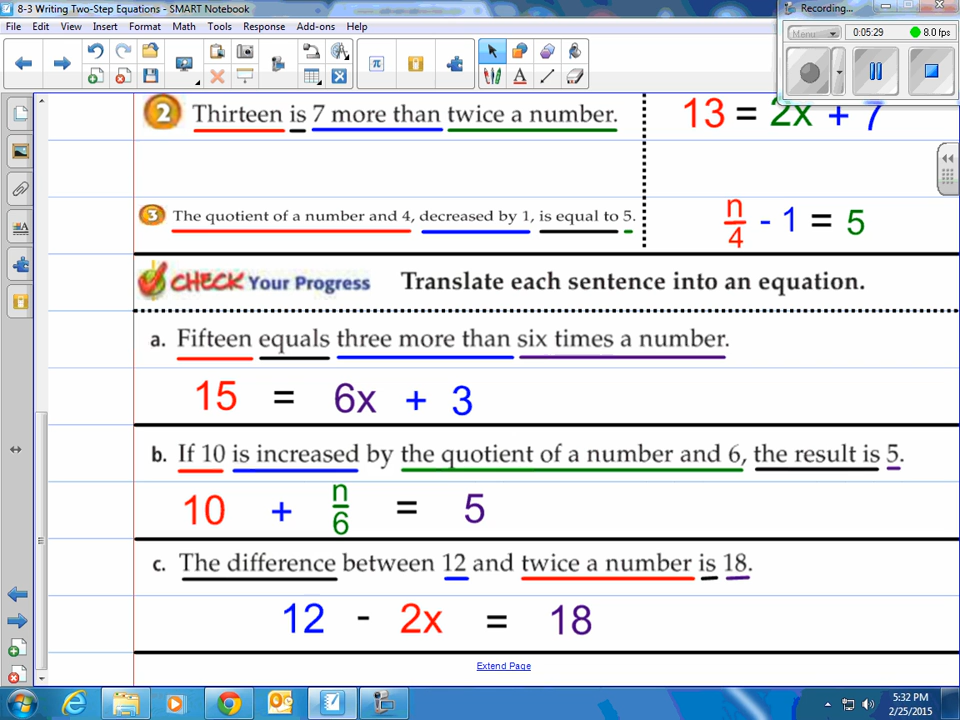 8-3 Writing Two-Step Equations - SMART Notebook
Recording...
File Edit View Insert Format Math Tools Response Add-ons Help
Menu 00:05:29 8.0 fps
2 Thirteen is 7 more than twice a number. 13 = 2x + 7
3 The quotient of a number and 4, decreased by 1, is equal to 5. n/4 - 1 = 5
CHECK Your Progress Translate each sentence into an equation.
a. Fifteen equals three more than six times a number.
15 = 6x + 3
b. If 10 is increased by the quotient of a number and 6, the result is 5.
10 + n/6 = 5
c. The difference between 12 and twice a number is 18.
12 - 2x = 18
Extend Page
5:32 PM
2/25/2015